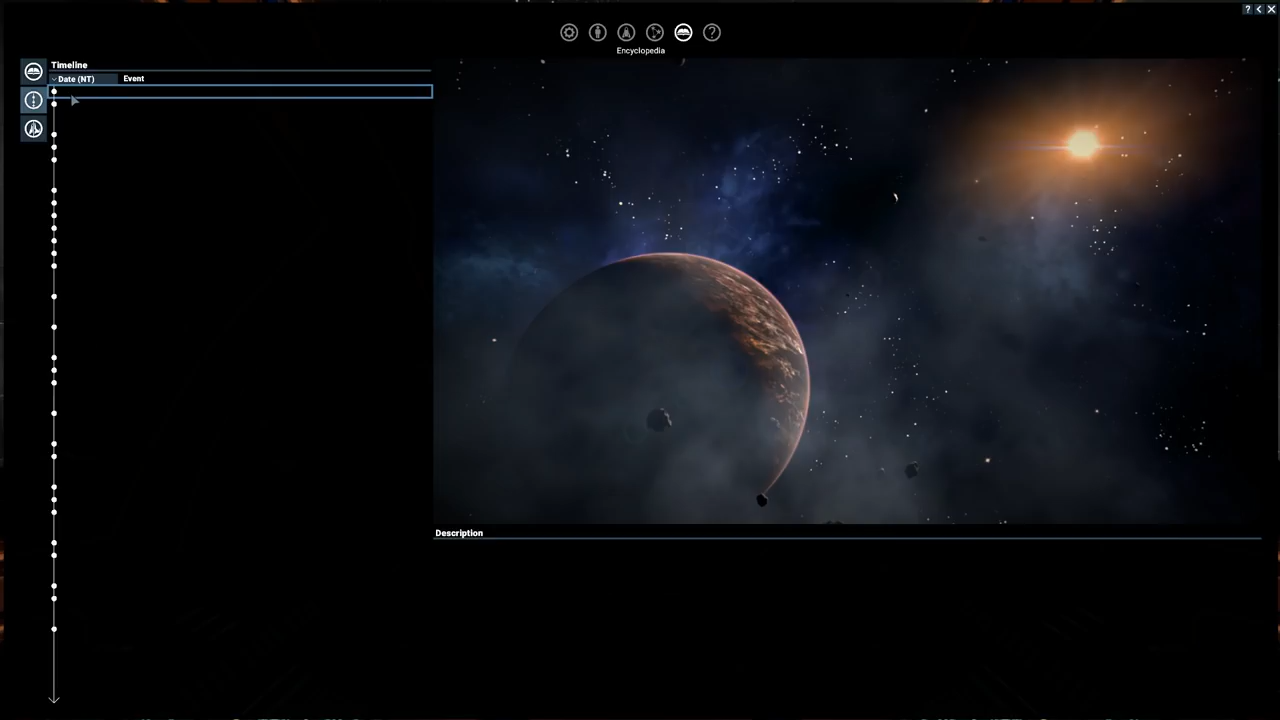 ? < X
?
Encyclopedia
Timeline
Date (NT) Event
Description